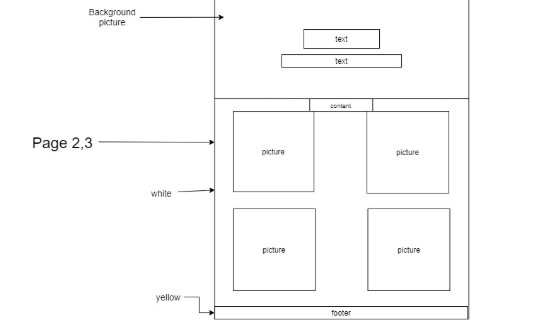 Background
picture
text
text
content
Page 2,3
picture
picture
white
picture
picture
yellow
footer